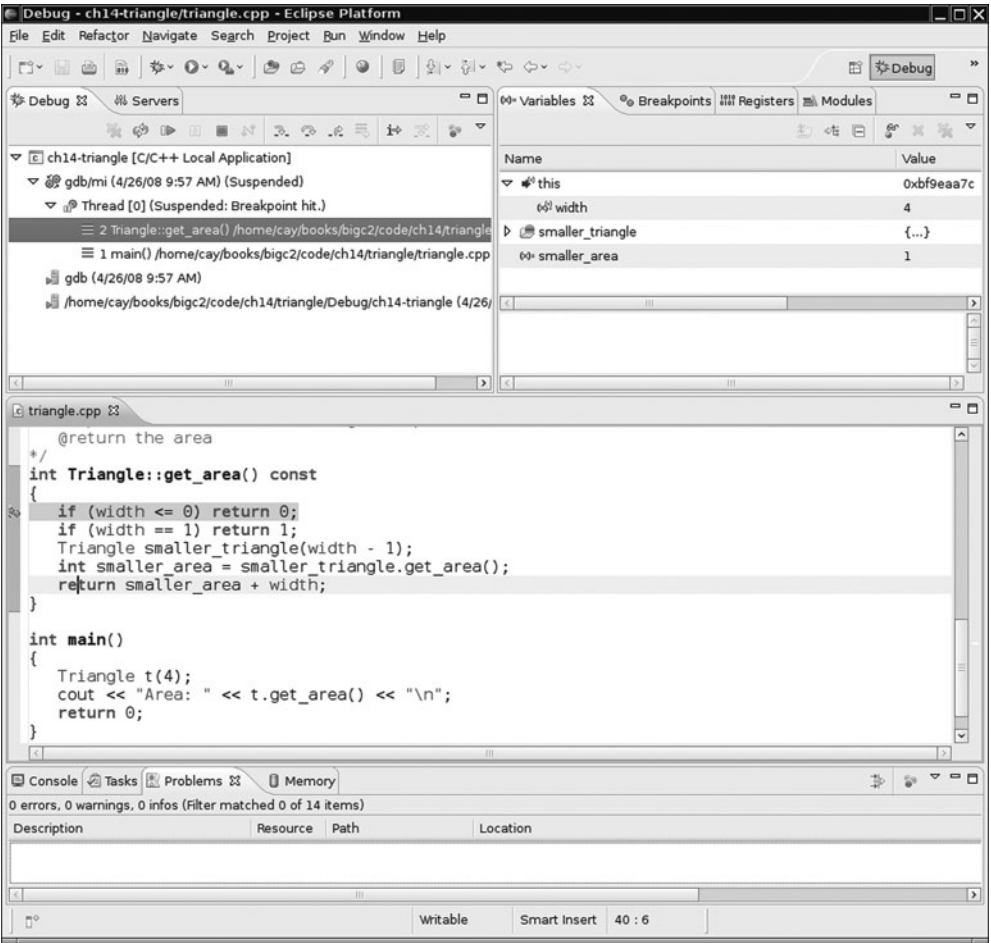 Debug - ch14-triangle/triangle.cpp - Eclipse Platform
File Edit Refactor Navigate Search Project Run Window Help
Debug
»
Debug
Servers
Variables
Breakpoints
Registers
Modules
ch14-triangle [C/C++ Local Application]
gdb/mi (4/26/08 9:57 AM) (Suspended)
Thread [0] (Suspended: Breakpoint hit.)
2 Triangle::get_area() /home/cay/books/bigc2/code/ch14/triangle
1 main() /home/cay/books/bigc2/code/ch14/triangle/triangle.cpp
gdb (4/26/08 9:57 AM)
/home/cay/books/bigc2/code/ch14/triangle/Debug/ch14-triangle (4/26/
Name Value
this 0xbf9eaa7c
width 4
smaller_triangle {...}
smaller_area 1
triangle.cpp
@return the area
*/
int Triangle::get_area() const
{
if (width <= 0) return 0;
if (width == 1) return 1;
Triangle smaller_triangle(width - 1);
int smaller_area = smaller_triangle.get_area();
return smaller_area + width;
}
int main()
{
Triangle t(4);
cout << "Area: " << t.get_area() << "\n";
return 0;
}
Console
Tasks
Problems
Memory
0 errors, 0 warnings, 0 infos (Filter matched 0 of 14 items)
Description Resource Path Location
Writable Smart Insert 40 : 6